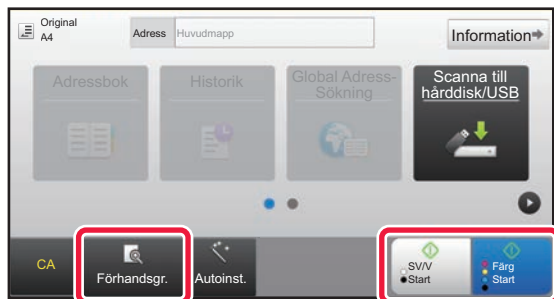 Original
A4
Adress
Huvudmapp
Information
Adressbok
Historik
Global Adress-
Sökning
Scanna till
hårddisk/USB
CA
Förhandsgr.
Autoinst.
SV/V
Start
Färg
Start